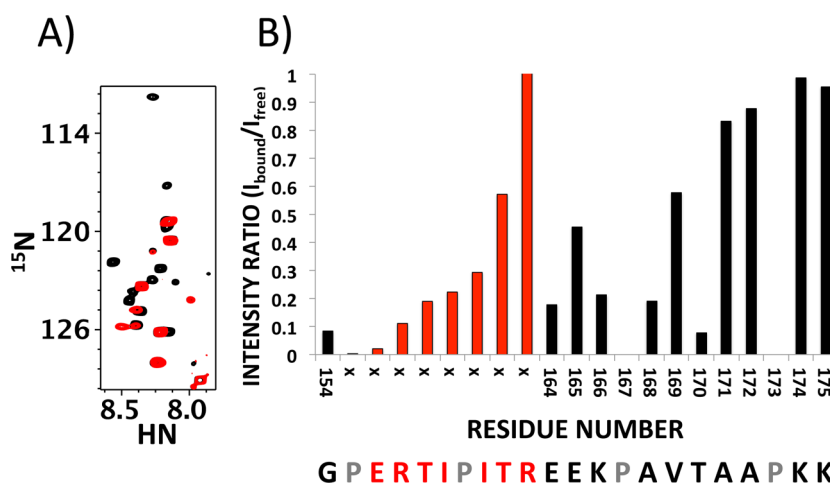 A)
114
120
126
15N
8.5 8.0
HN
B)
INTENSITY RATIO (Ibound/Ifree)
1
0.9
0.8
0.7
0.6
0.5
0.4
0.3
0.2
0.1
0
154 x x x x x x x x 164 165 166 167 168 169 170 171 172 173 174 175
RESIDUE NUMBER
G P E R T I P I T R E E K P A V T A A P K K